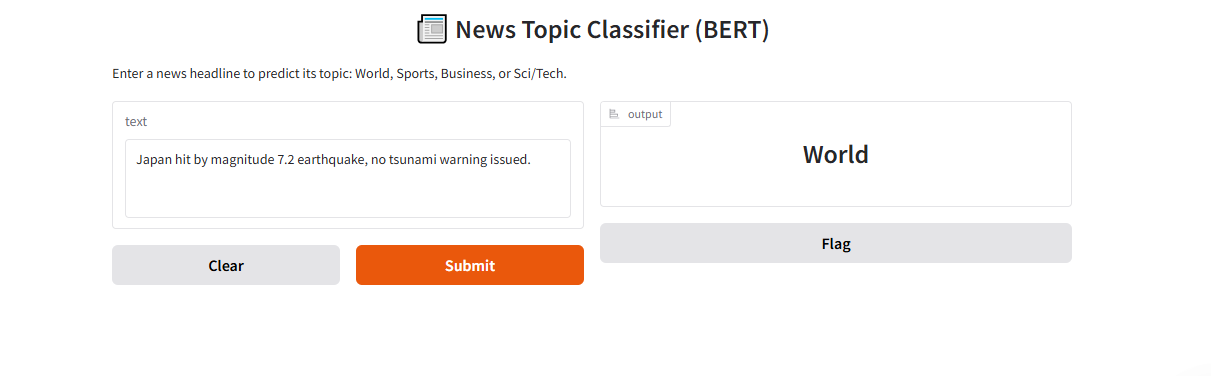 News Topic Classifier (BERT)
Enter a news headline to predict its topic: World, Sports, Business, or Sci/Tech.
text
Japan hit by magnitude 7.2 earthquake, no tsunami warning issued.
Clear
Submit
output
World
Flag